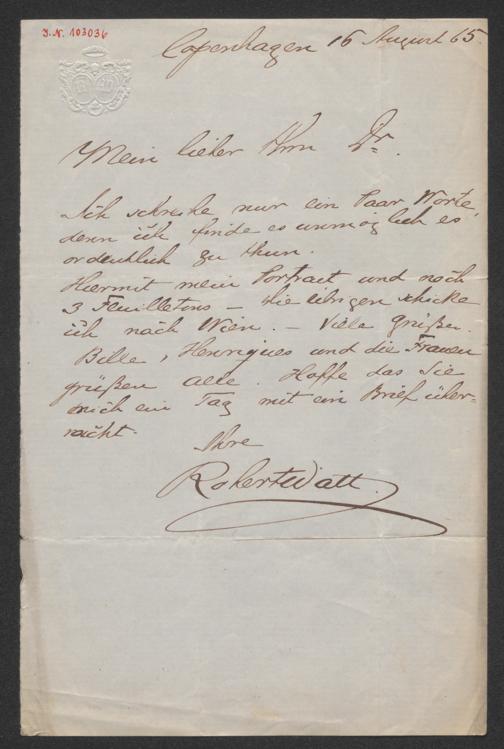 J.N. 103036
Copenhagen 16 August 65.
Mein lieber Herrn Dr.
Ich schreibe nur ein Paar Worte,
denn ich finde es unmöglich es
ordentlich zu thun.
Hiermit mein Portrait und noch
3 Feuilletons – die übrigen schicke
ich nach Wien. – Viele Grüßen.
Bille, Henriques und die Frauen
grüßen alle. Hoffe das Sie
mich ein Tag mit ein Brief über=
rascht.
Ihre
Robert Watt.